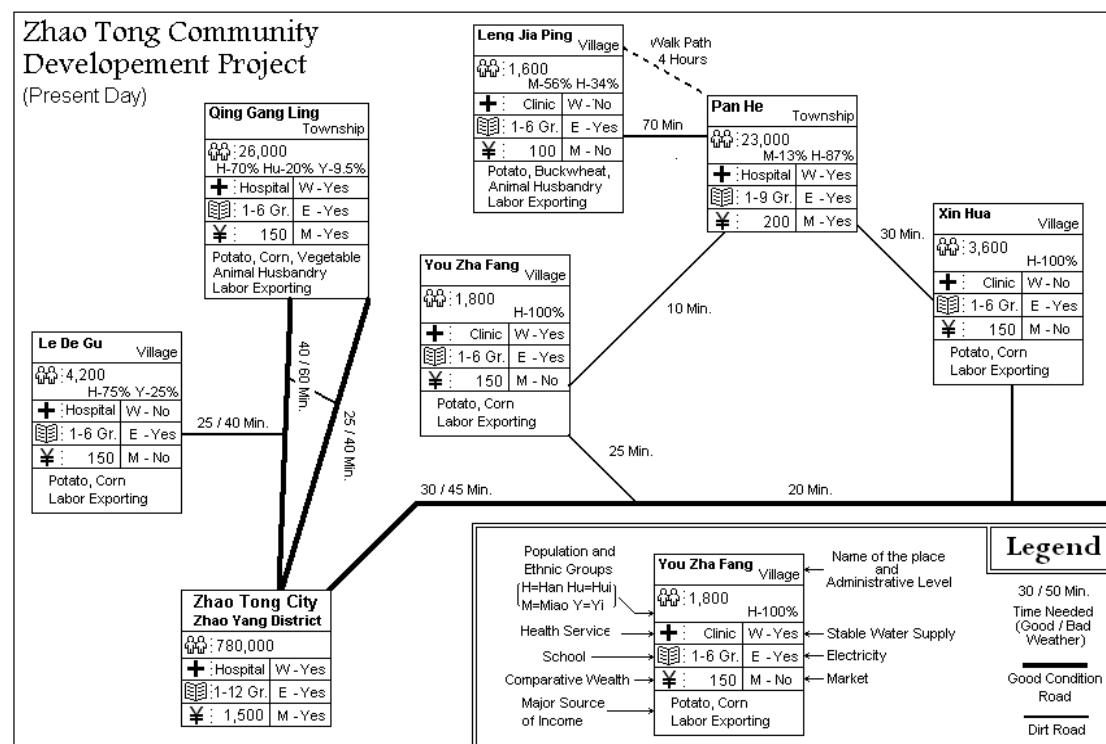 Zhao Tong Community
Developement Project
(Present Day)
Leng Jia Ping
Village
: 1,600
M-56% H-34%
: Clinic W - No
: 1-6 Gr. E - Yes
¥ : 100 M - No
Potato, Buckwheat,
Animal Husbandry
Labor Exporting
Walk Path
4 Hours
70 Min
Pan He
Township
: 23,000
M-13% H-87%
: Hospital W - Yes
: 1-9 Gr. E - Yes
¥ : 200 M - Yes
Qing Gang Ling
Township
: 26,000
H-70% Hu-20% Y-9.5%
: Hospital W - Yes
: 1-6 Gr. E - Yes
¥ : 150 M - Yes
Potato, Corn, Vegetable
Animal Husbandry
Labor Exporting
30 Min.
Xin Hua
Village
: 3,600
H-100%
: Clinic W - No
: 1-6 Gr. E - Yes
¥ : 150 M - No
Potato, Corn
Labor Exporting
You Zha Fang
Village
: 1,800
H-100%
: Clinic W - Yes
: 1-6 Gr. E - Yes
¥ : 150 M - No
Potato, Corn
Labor Exporting
10 Min.
Le De Gu
Village
: 4,200
H-75% Y-25%
: Hospital W - No
: 1-6 Gr. E - Yes
¥ : 150 M - No
Potato, Corn
Labor Exporting
25 / 40 Min.
40 / 60 Min.
25 / 40 Min.
25 Min.
30 / 45 Min.
20 Min.
Zhao Tong City
Zhao Yang District
: 780,000
: Hospital W - Yes
: 1-12 Gr. E - Yes
¥ : 1,500 M - Yes
Legend
Population and
Ethnic Groups
H=Han Hu=Hui
M=Miao Y=Yi
Health Service
School
Comparative Wealth
Major Source
of Income
You Zha Fang
Village
: 1,800
H-100%
: Clinic W - Yes
: 1-6 Gr. E - Yes
¥ : 150 M - No
Potato, Corn
Labor Exporting
Name of the place
and
Administrative Level
Stable Water Supply
Electricity
Market
30 / 50 Min.
Time Needed
(Good / Bad
Weather)
Good Condition
Road
Dirt Road